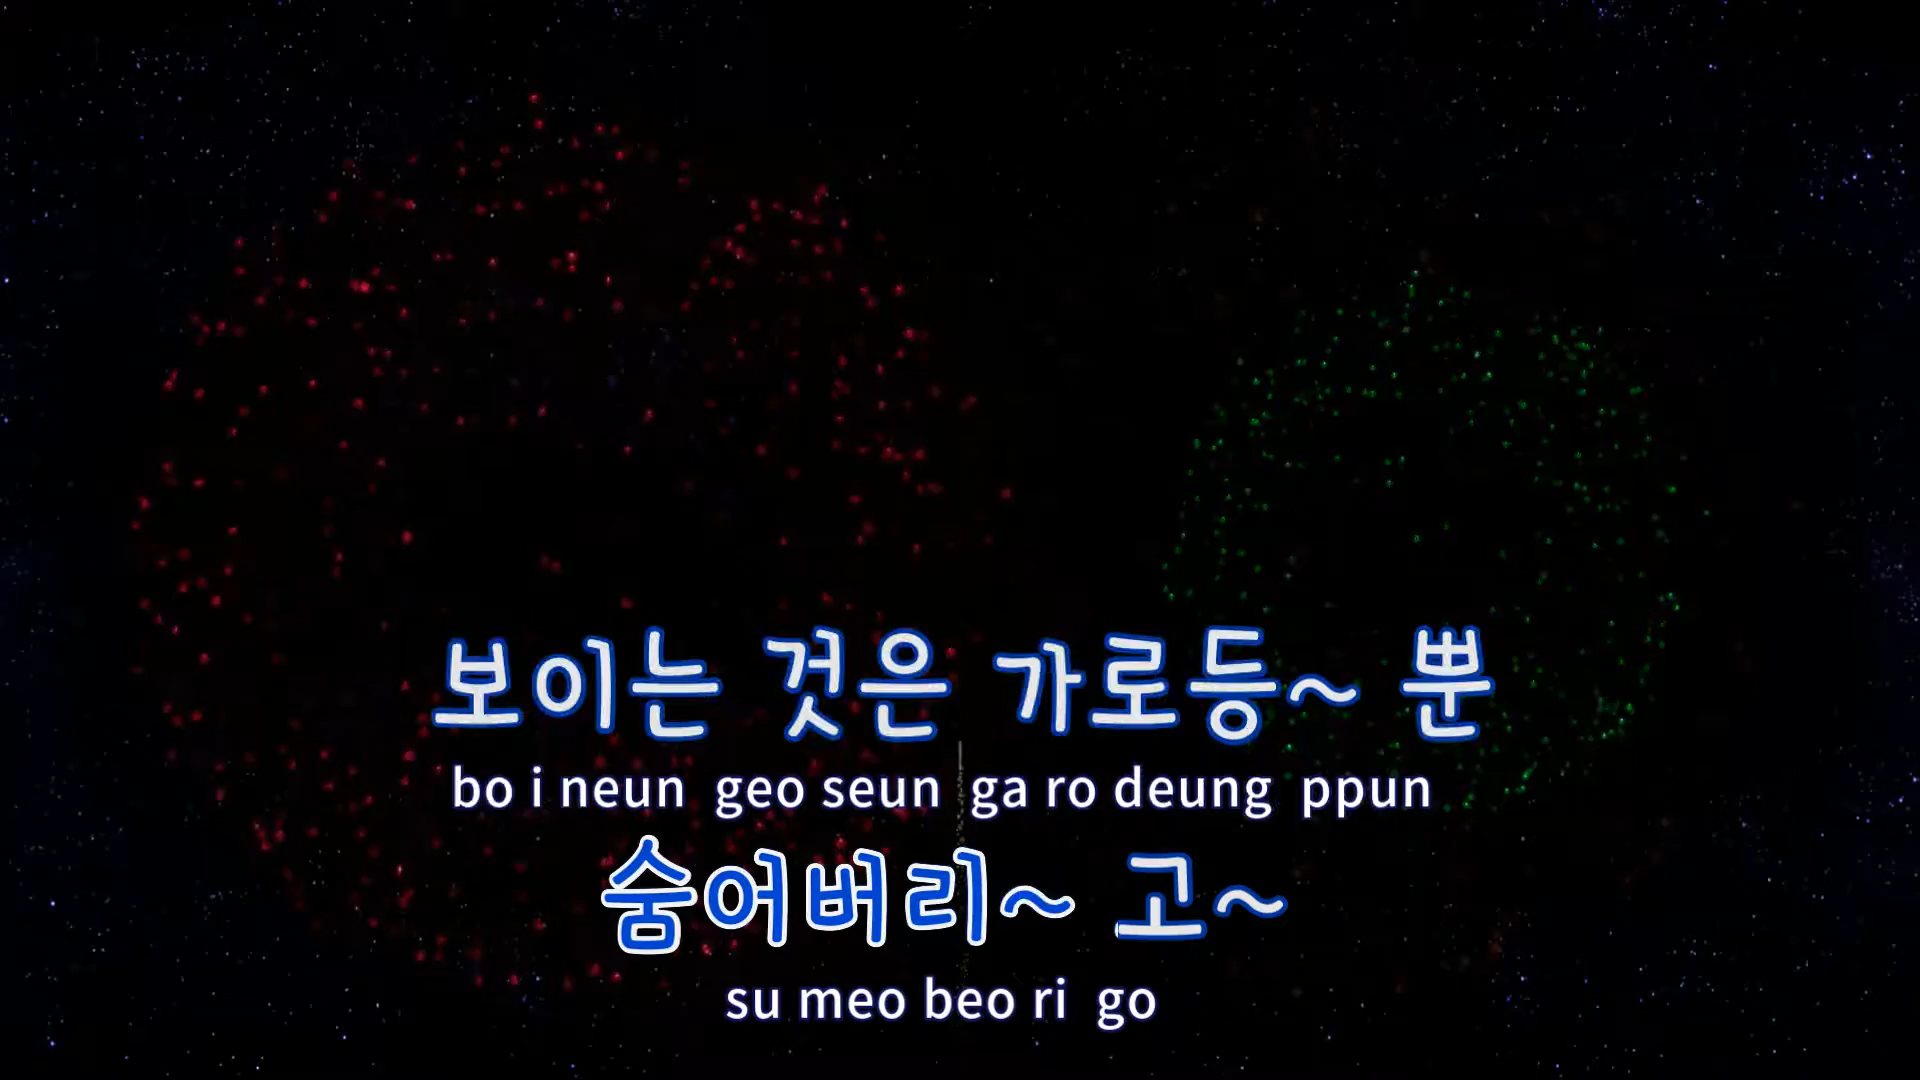 보이는 것은 가로등~ 뿐
bo i neun geo seun ga ro deung ppun
숨어버리~ 고~
su meo beo ri go